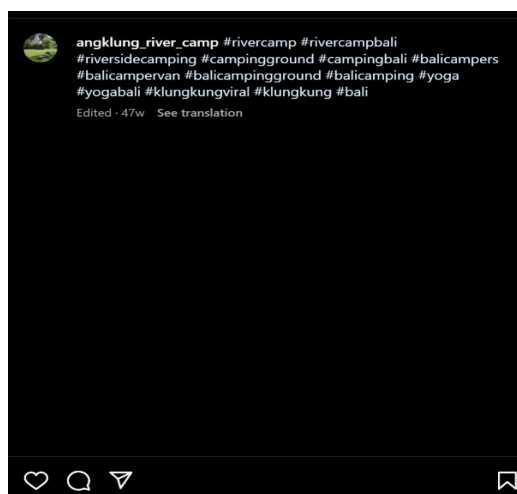 angklung_river_camp #rivercamp #rivercampbali
#riversidecamping #campingground #campingbali #balicampers
#balicampervan #balicampingground #balicamping #yoga
#yogabali #klungkungviral #klungkung #bali
Edited · 47w See translation